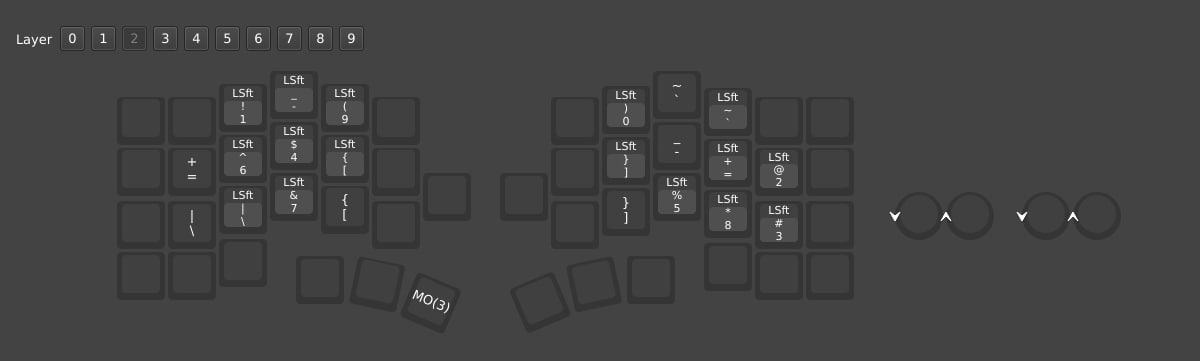 Layer 0 1 2 3 4 5 6 7 8 9
LSft ! 1
LSft _ -
LSft ( 9
LSft ) 0
~ `
LSft ~ `
+ =
LSft ^ 6
LSft $ 4
LSft { [
LSft } ]
_ -
LSft + =
LSft @ 2
| \
LSft | \
LSft & 7
{ [
} ]
LSft % 5
LSft * 8
LSft # 3
MO(3)